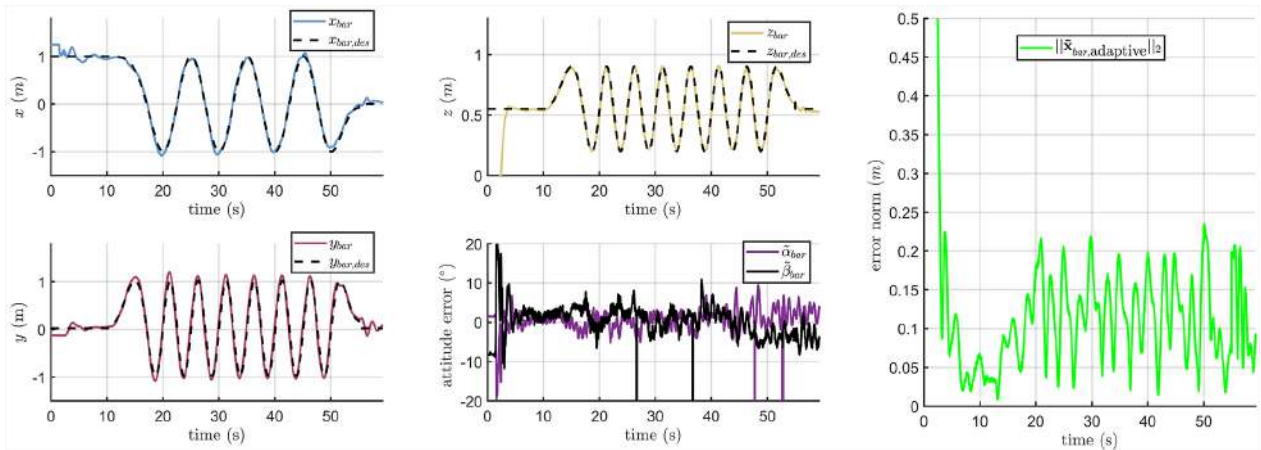 x_bar
x_bar,des
1
0
-1
x (m)
0 10 20 30 40 50
time (s)
z_bar
z_bar,des
1
0.5
0
z (m)
0 10 20 30 40 50
time (s)
y_bar
y_bar,des
1
0
-1
y (m)
0 10 20 30 40 50
time (s)
α̃_bar
β̃_bar
20
10
0
-10
-20
attitude error (°)
0 10 20 30 40 50
time (s)
||x̃_bar,adaptive||₂
0.5
0.45
0.4
0.35
0.3
0.25
0.2
0.15
0.1
0.05
0
error norm (m)
0 10 20 30 40 50
time (s)